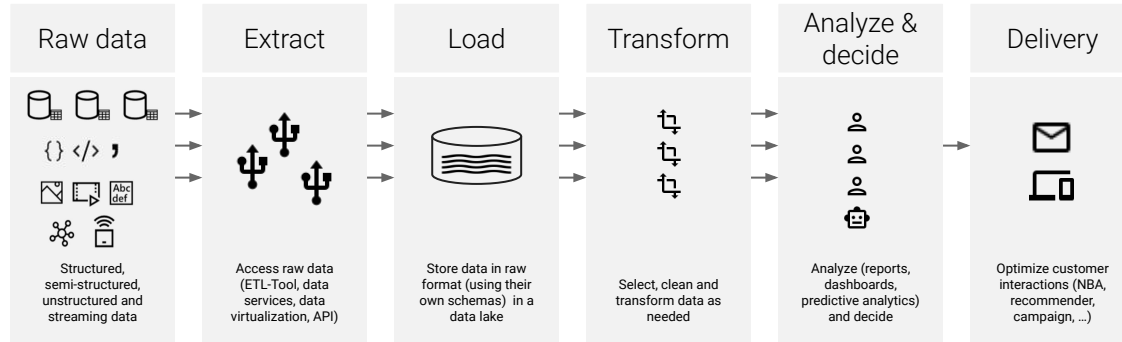 Raw data
Extract
Load
Transform
Analyze &
decide
Delivery
{} </> ,
Abc
def
Structured,
semi-structured,
unstructured and
streaming data
Access raw data
(ETL-Tool, data
services, data
virtualization, API)
Store data in raw
format (using their
own schemas) in a
data lake
Select, clean and
transform data as
needed
Analyze (reports,
dashboards,
predictive analytics)
and decide
Optimize customer
interactions (NBA,
recommender,
campaign, …)